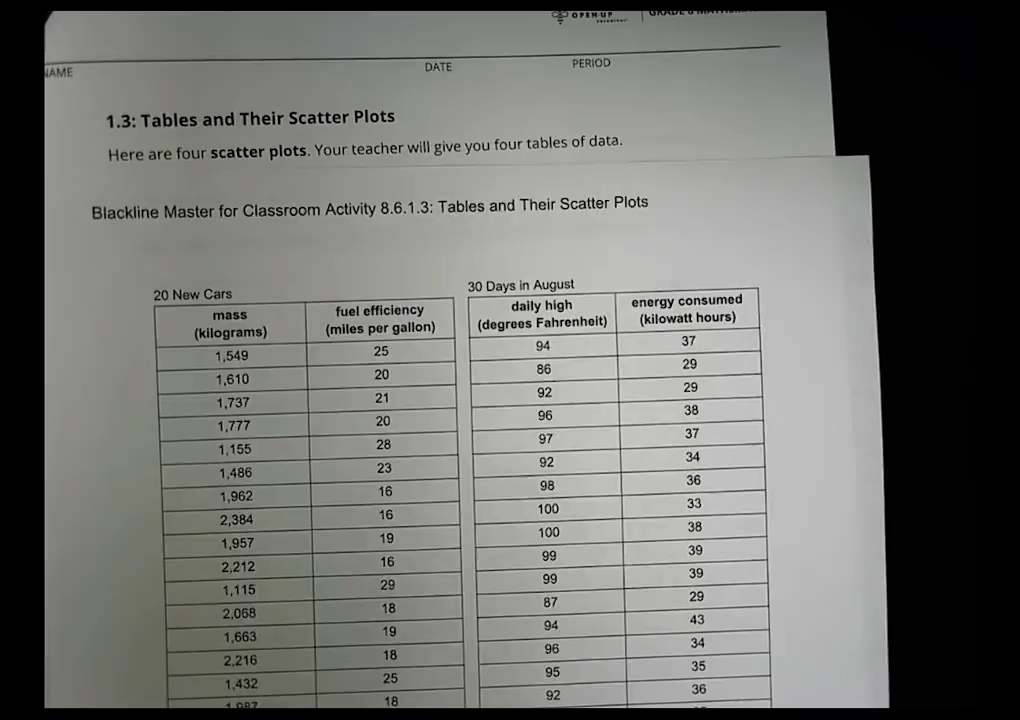 OPEN-UP
NAME
DATE
PERIOD
1.3: Tables and Their Scatter Plots
Here are four scatter plots. Your teacher will give you four tables of data.
Blackline Master for Classroom Activity 8.6.1.3: Tables and Their Scatter Plots
20 New Cars
mass (kilograms) fuel efficiency (miles per gallon)
1,549 25
1,610 20
1,737 21
1,777 20
1,155 28
1,486 23
1,962 16
2,384 16
1,957 19
2,212 16
1,115 29
2,068 18
1,663 19
2,216 18
1,432 25
1,987 18
30 Days in August
daily high (degrees Fahrenheit) energy consumed (kilowatt hours)
94 37
86 29
92 29
96 38
97 37
92 34
98 36
100 33
100 38
99 39
99 39
87 29
94 43
96 34
95 35
92 36